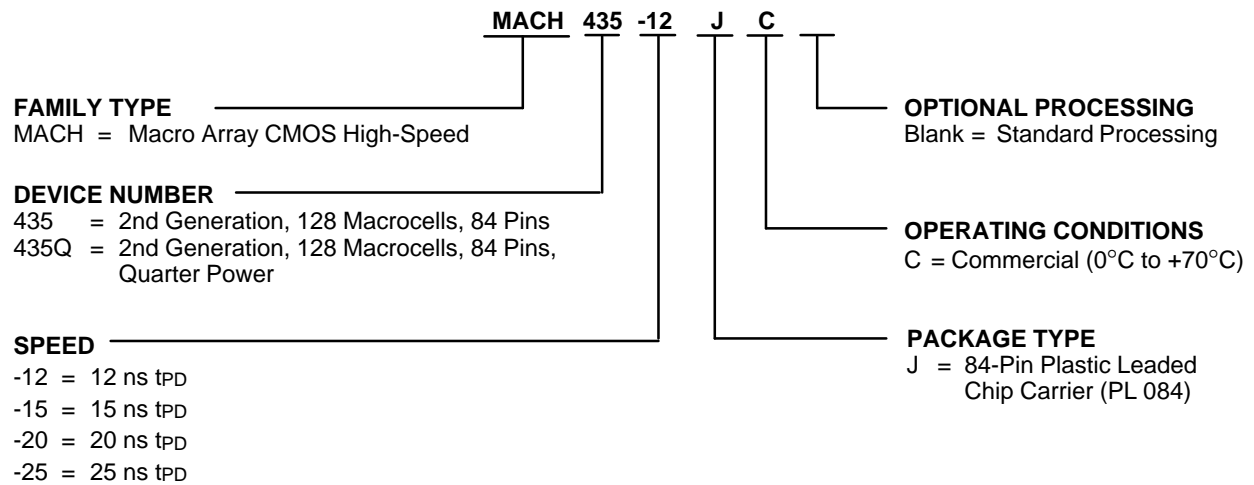 MACH 435 -12 J C
FAMILY TYPE
MACH = Macro Array CMOS High-Speed
DEVICE NUMBER
435 = 2nd Generation, 128 Macrocells, 84 Pins
435Q = 2nd Generation, 128 Macrocells, 84 Pins,
Quarter Power
SPEED
-12 = 12 ns tPD
-15 = 15 ns tPD
-20 = 20 ns tPD
-25 = 25 ns tPD
OPTIONAL PROCESSING
Blank = Standard Processing
OPERATING CONDITIONS
C = Commercial (0°C to +70°C)
PACKAGE TYPE
J = 84-Pin Plastic Leaded
Chip Carrier (PL 084)